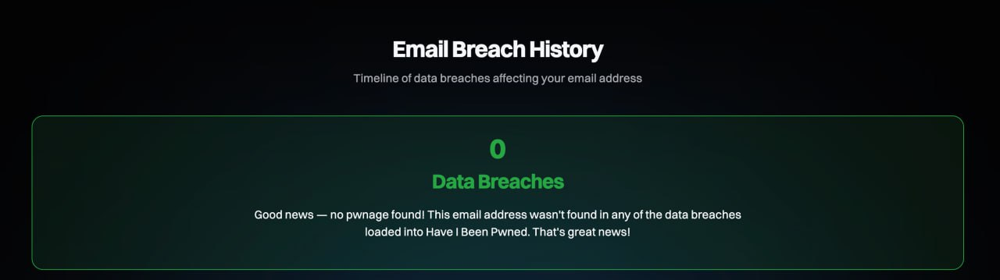 Email Breach History
Timeline of data breaches affecting your email address
0
Data Breaches
Good news — no pwnage found! This email address wasn't found in any of the data breaches
loaded into Have I Been Pwned. That's great news!